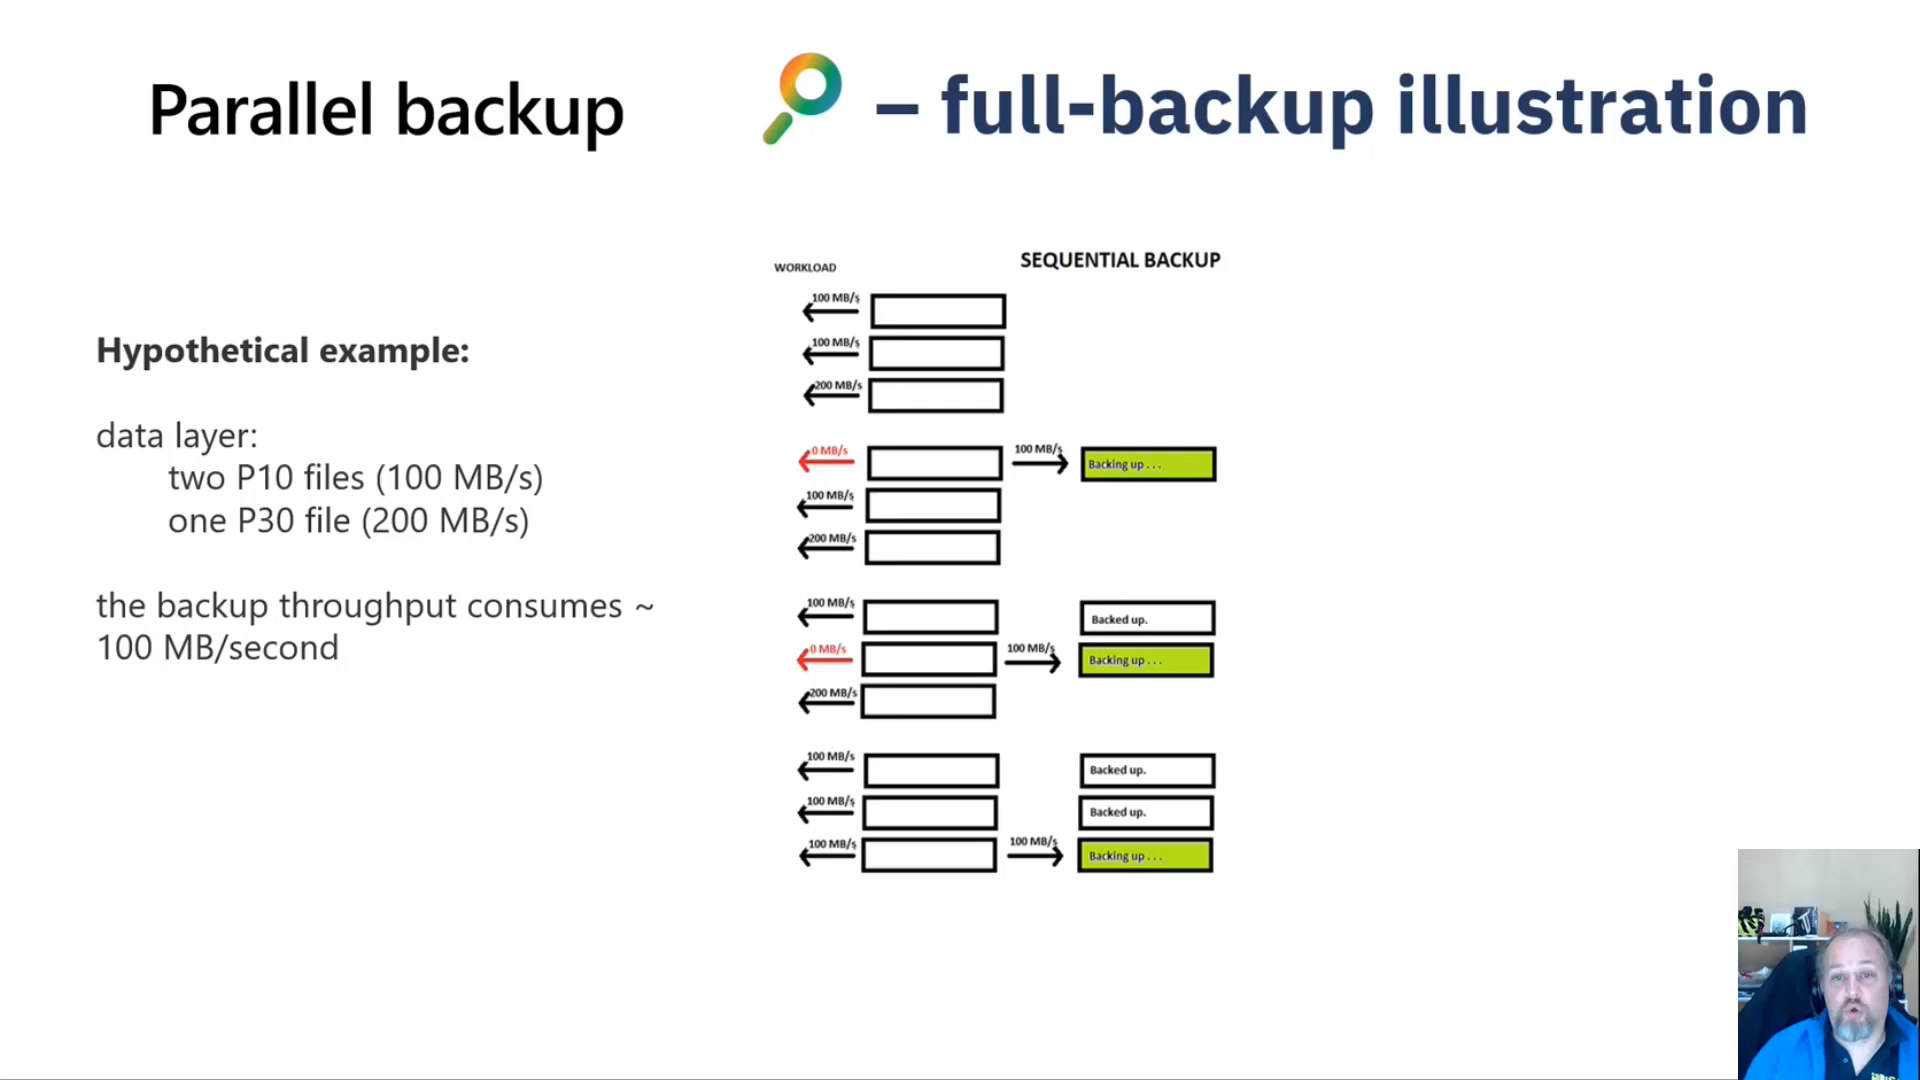 Parallel backup – full-backup illustration
Hypothetical example:
data layer:
two P10 files (100 MB/s)
one P30 file (200 MB/s)
the backup throughput consumes ~
100 MB/second
SEQUENTIAL BACKUP
WORKLOAD
100 MB/s
100 MB/s
200 MB/s
0 MB/s 100 MB/s Backing up . . .
100 MB/s
200 MB/s
100 MB/s Backed up.
0 MB/s 100 MB/s Backing up . . .
200 MB/s
100 MB/s Backed up.
100 MB/s Backed up.
100 MB/s 100 MB/s Backing up . . .